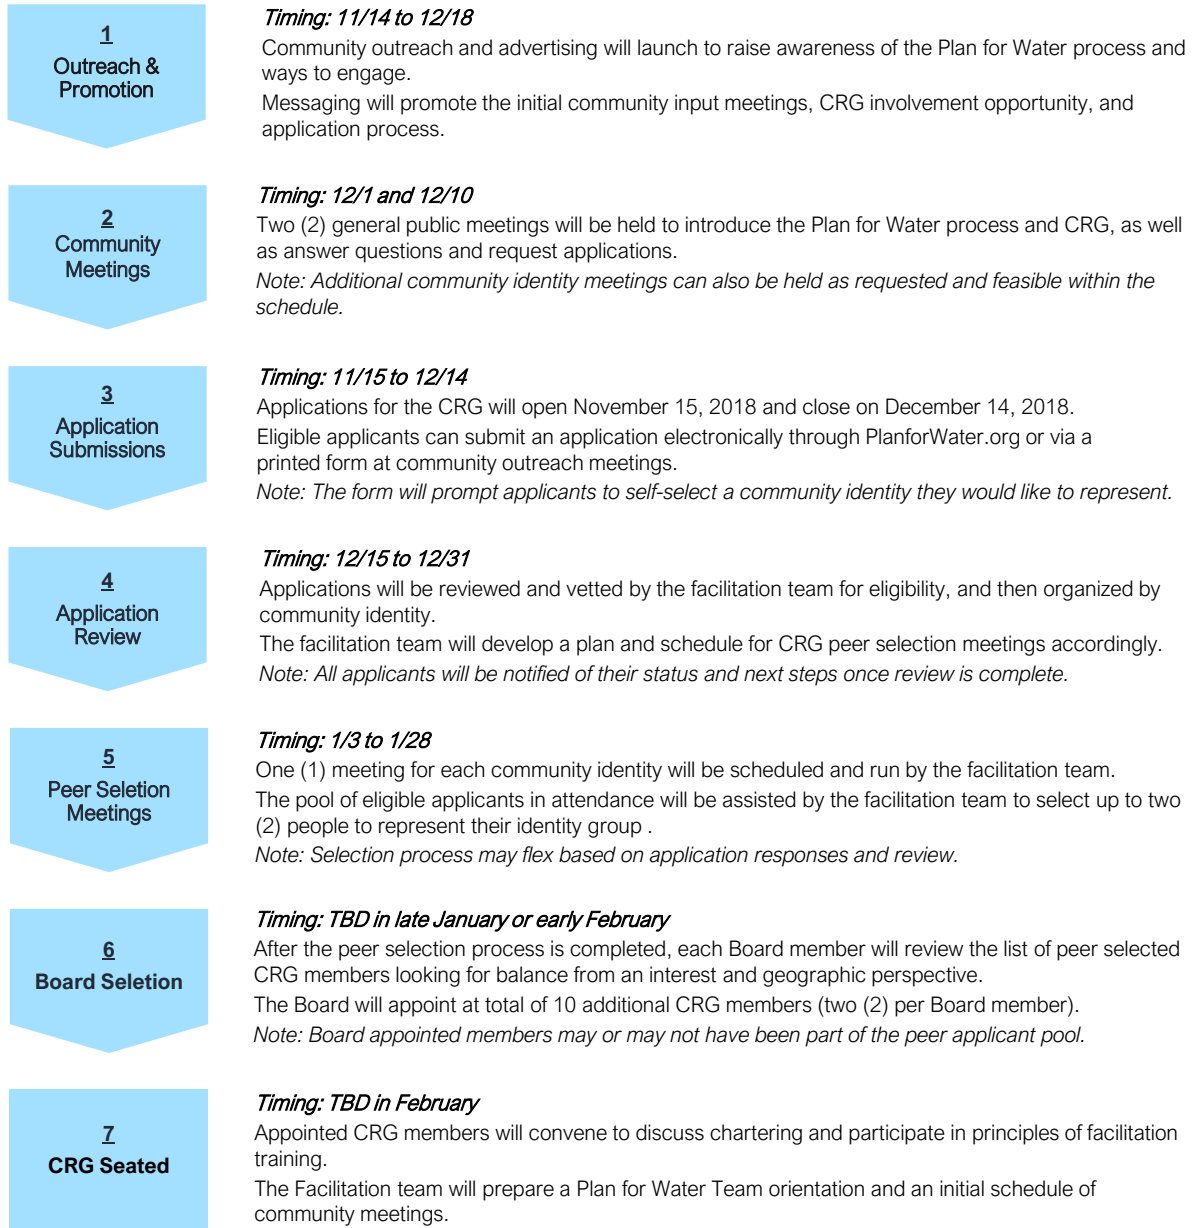 1
Outreach &
Promotion
Timing: 11/14 to 12/18
Community outreach and advertising will launch to raise awareness of the Plan for Water process and
ways to engage.
Messaging will promote the initial community input meetings, CRG involvement opportunity, and
application process.
2
Community
Meetings
Timing: 12/1 and 12/10
Two (2) general public meetings will be held to introduce the Plan for Water process and CRG, as well
as answer questions and request applications.
Note: Additional community identity meetings can also be held as requested and feasible within the
schedule.
3
Application
Submissions
Timing: 11/15 to 12/14
Applications for the CRG will open November 15, 2018 and close on December 14, 2018.
Eligible applicants can submit an application electronically through PlanforWater.org or via a
printed form at community outreach meetings.
Note: The form will prompt applicants to self-select a community identity they would like to represent.
4
Application
Review
Timing: 12/15 to 12/31
Applications will be reviewed and vetted by the facilitation team for eligibility, and then organized by
community identity.
The facilitation team will develop a plan and schedule for CRG peer selection meetings accordingly.
Note: All applicants will be notified of their status and next steps once review is complete.
5
Peer Seletion
Meetings
Timing: 1/3 to 1/28
One (1) meeting for each community identity will be scheduled and run by the facilitation team.
The pool of eligible applicants in attendance will be assisted by the facilitation team to select up to two
(2) people to represent their identity group .
Note: Selection process may flex based on application responses and review.
6
Board Seletion
Timing: TBD in late January or early February
After the peer selection process is completed, each Board member will review the list of peer selected
CRG members looking for balance from an interest and geographic perspective.
The Board will appoint at total of 10 additional CRG members (two (2) per Board member).
Note: Board appointed members may or may not have been part of the peer applicant pool.
7
CRG Seated
Timing: TBD in February
Appointed CRG members will convene to discuss chartering and participate in principles of facilitation
training.
The Facilitation team will prepare a Plan for Water Team orientation and an initial schedule of
community meetings.